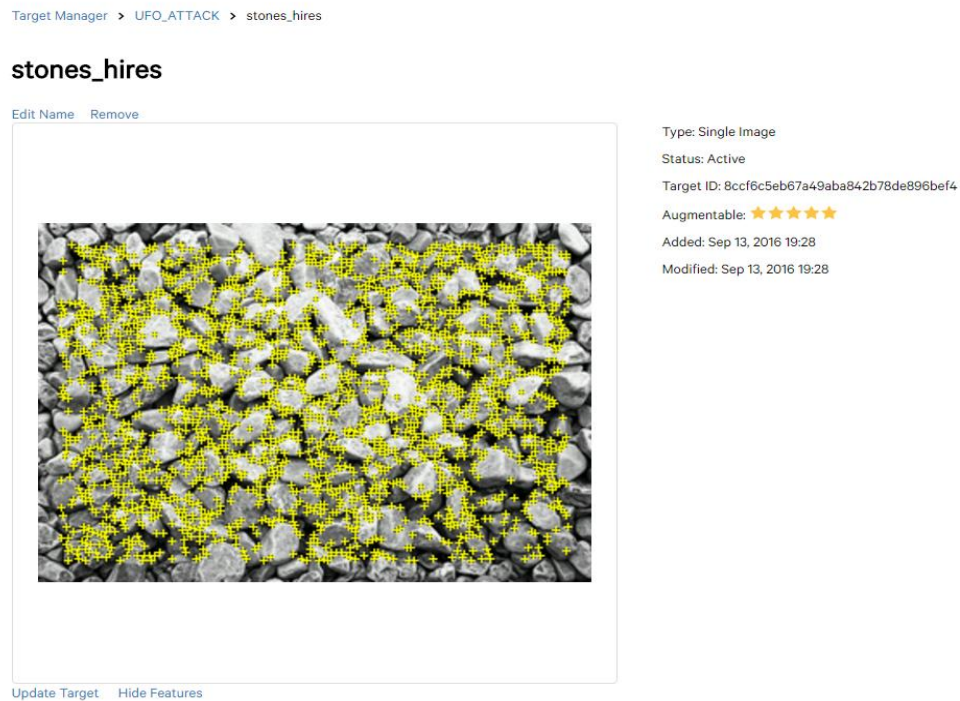 Target Manager > UFO_ATTACK > stones_hires
stones_hires
Edit Name Remove
Type: Single Image
Status: Active
Target ID: 8ccf6c5eb67a49aba842b78de896bef4
Augmentable:
Added: Sep 13, 2016 19:28
Modified: Sep 13, 2016 19:28
Update Target Hide Features